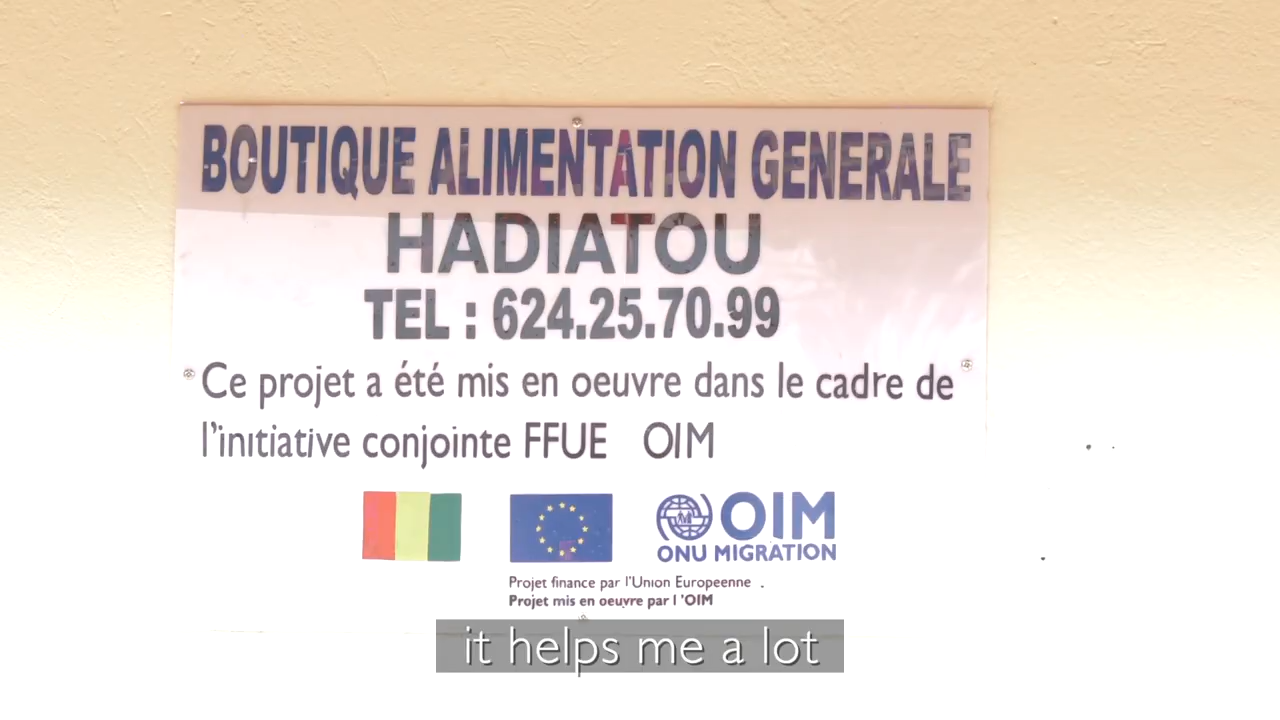 BOUTIQUE ALIMENTATION GENERALE
HADIATOU
TEL : 624.25.70.99
Ce projet a été mis en oeuvre dans le cadre de
l'initiative conjointe FFUE OIM
OIM
ONU MIGRATION
Projet finance par l'Union Europeenne .
Projet mis en oeuvre par l 'OIM
it helps me a lot